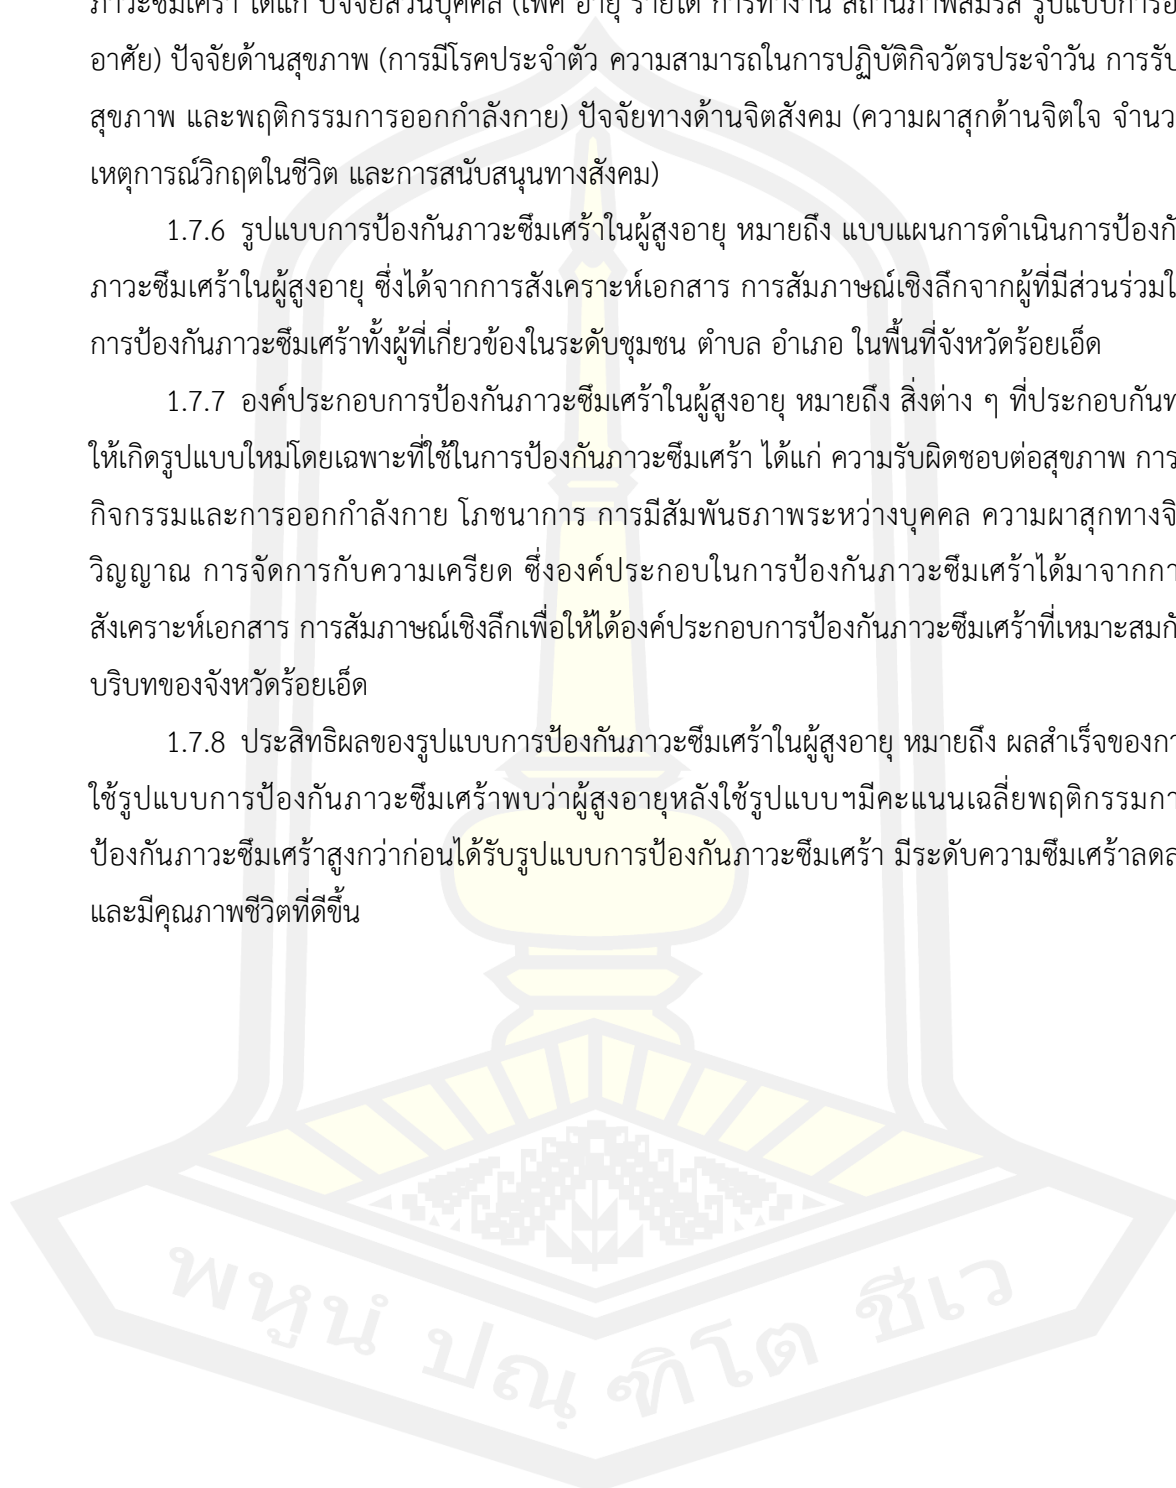 ภาวะซึมเศร้า ได้แก่ ปัจจัยส่วนบุคคล (เพศ อายุ รายได้ การทำงาน สถานภาพสมรส รูปแบบการอ
อาศัย) ปัจจัยด้านสุขภาพ (การมีโรคประจำตัว ความสามารถในการปฏิบัติกิจวัตรประจำวัน การรับ
สุขภาพ และพฤติกรรมการออกกำลังกาย) ปัจจัยทางด้านจิตสังคม (ความผาสุกด้านจิตใจ จำนว
เหตุการณ์วิกฤตในชีวิต และการสนับสนุนทางสังคม)
1.7.6 รูปแบบการป้องกันภาวะซึมเศร้าในผู้สูงอายุ หมายถึง แบบแผนการดำเนินการป้องกั
ภาวะซึมเศร้าในผู้สูงอายุ ซึ่งได้จากการสังเคราะห์เอกสาร การสัมภาษณ์เชิงลึกจากผู้ที่มีส่วนร่วมใ
การป้องกันภาวะซึมเศร้าทั้งผู้ที่เกี่ยวข้องในระดับชุมชน ตำบล อำเภอ ในพื้นที่จังหวัดร้อยเอ็ด
1.7.7 องค์ประกอบการป้องกันภาวะซึมเศร้าในผู้สูงอายุ หมายถึง สิ่งต่าง ๆ ที่ประกอบกันท
ให้เกิดรูปแบบใหม่โดยเฉพาะที่ใช้ในการป้องกันภาวะซึมเศร้า ได้แก่ ความรับผิดชอบต่อสุขภาพ การ
กิจกรรมและการออกกำลังกาย โภชนาการ การมีสัมพันธภาพระหว่างบุคคล ความผาสุกทางจิ
วิญญาณ การจัดการกับความเครียด ซึ่งองค์ประกอบในการป้องกันภาวะซึมเศร้าได้มาจากกา
สังเคราะห์เอกสาร การสัมภาษณ์เชิงลึกเพื่อให้ได้องค์ประกอบการป้องกันภาวะซึมเศร้าที่เหมาะสมกั
บริบทของจังหวัดร้อยเอ็ด
1.7.8 ประสิทธิผลของรูปแบบการป้องกันภาวะซึมเศร้าในผู้สูงอายุ หมายถึง ผลสำเร็จของกา
ใช้รูปแบบการป้องกันภาวะซึมเศร้าพบว่าผู้สูงอายุหลังใช้รูปแบบฯมีคะแนนเฉลี่ยพฤติกรรมกา
ป้องกันภาวะซึมเศร้าสูงกว่าก่อนได้รับรูปแบบการป้องกันภาวะซึมเศร้า มีระดับความซึมเศร้าลดล
และมีคุณภาพชีวิตที่ดีขึ้น
พหูนํ ปณฺ ฑิโต ชีเว